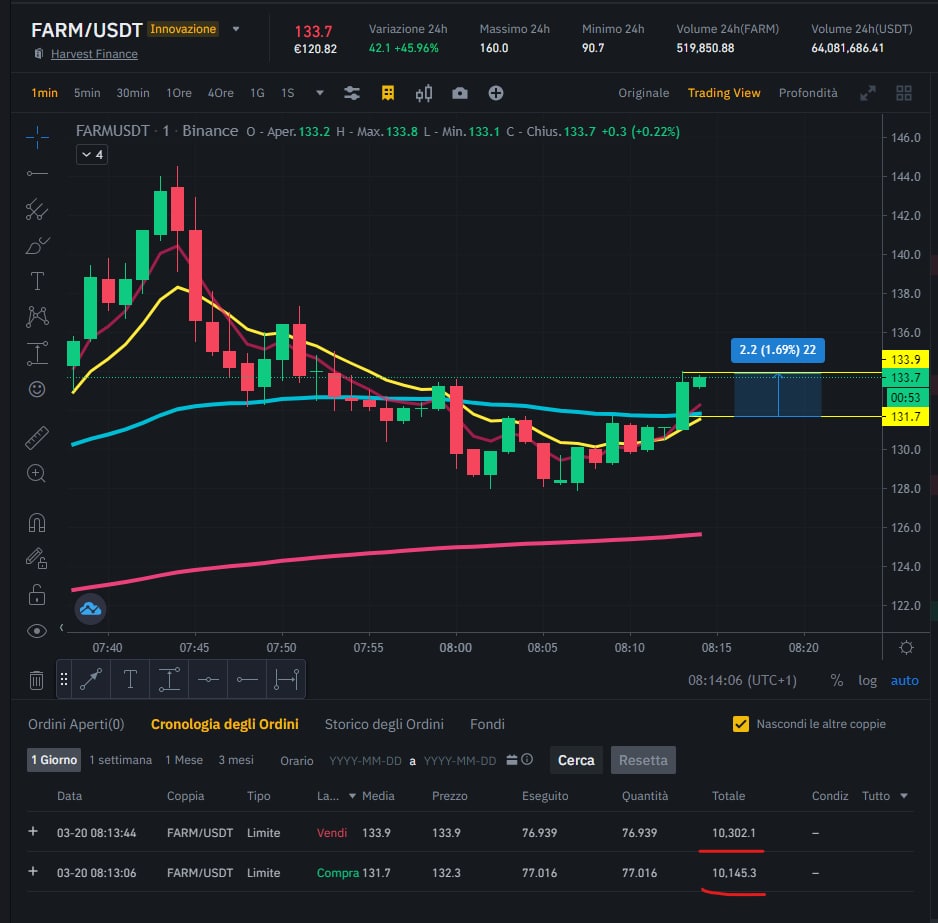 FARM/USDT Innovazione
Harvest Finance
133.7
€120.82
Variazione 24h
42.1 +45.96%
Massimo 24h
160.0
Minimo 24h
90.7
Volume 24h(FARM)
519,850.88
Volume 24h(USDT)
64,081,686.41
1min 5min 30min 1Ore 4Ore 1G 1S
Originale Trading View Profondità
FARMUSDT · 1 · Binance O - Aper.133.2 H - Max.133.8 L - Min.133.1 C - Chius.133.7 +0.3 (+0.22%)
4
146.0
144.0
142.0
140.0
138.0
136.0
2.2 (1.69%) 22
133.9
133.7
00:53
131.7
130.0
128.0
126.0
124.0
122.0
07:40 07:45 07:50 07:55 08:00 08:05 08:10 08:15 08:20
T
08:14:06 (UTC+1) % log auto
Ordini Aperti(0) Cronologia degli Ordini Storico degli Ordini Fondi
Nascondi le altre coppie
1 Giorno 1 settimana 1 Mese 3 mesi Orario YYYY-MM-DD a YYYY-MM-DD Cerca Resetta
Data Coppia Tipo La... Media Prezzo Eseguito Quantità Totale Condiz Tutto
+ 03-20 08:13:44 FARM/USDT Limite Vendi 133.9 133.9 76.939 76.939 10,302.1 –
+ 03-20 08:13:06 FARM/USDT Limite Compra 131.7 132.3 77.016 77.016 10,145.3 –